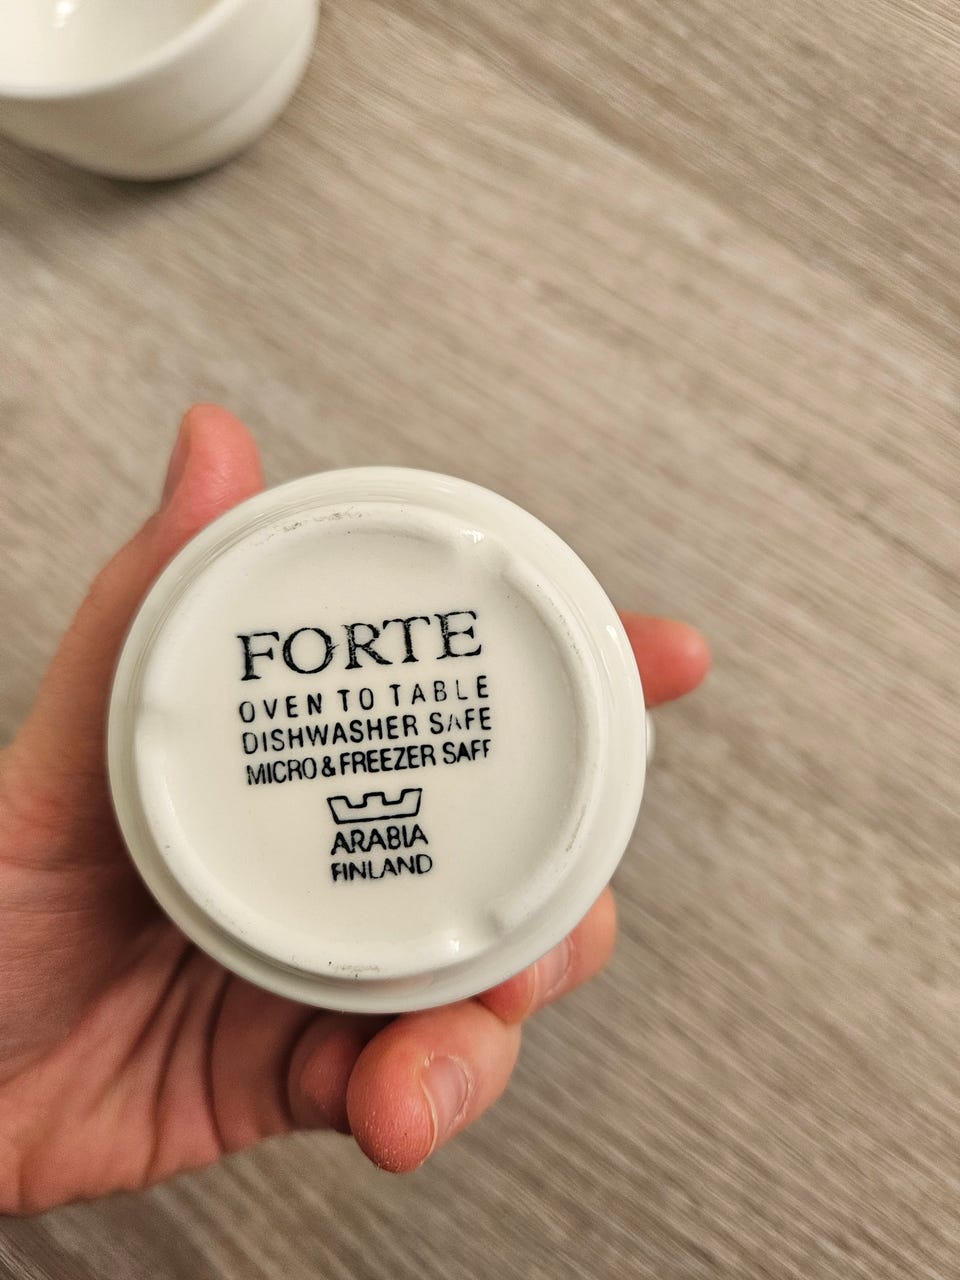 FORTE
OVEN TO TABLE
DISHWASHER SAFE
MICRO & FREEZER SAFE
ARABIA
FINLAND